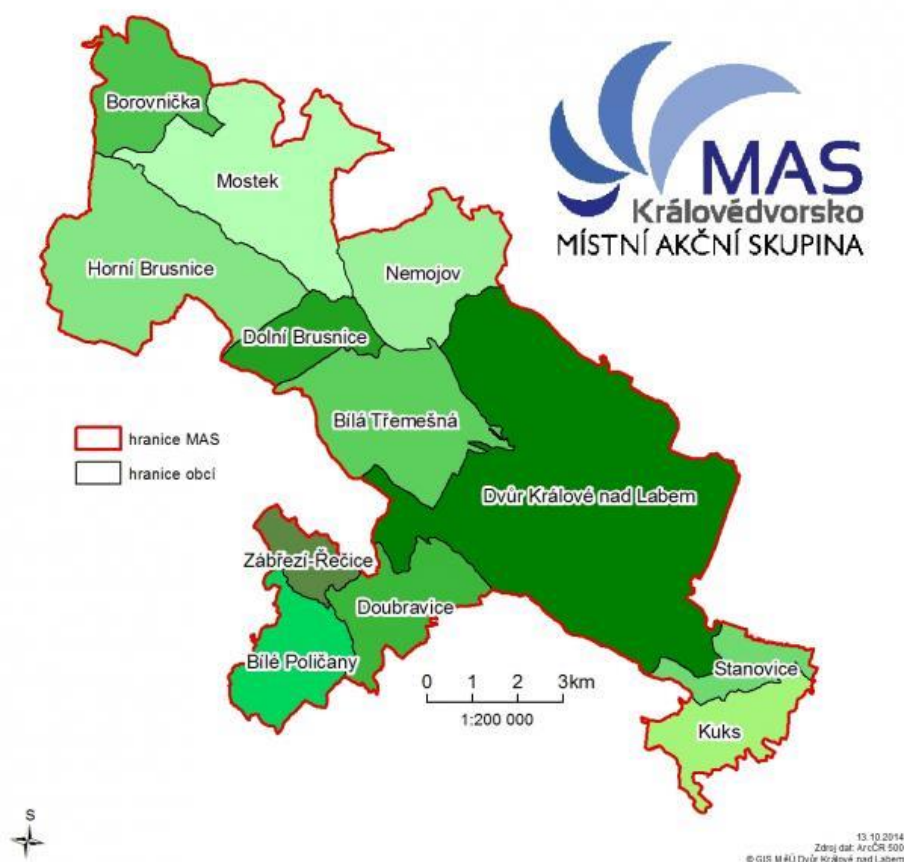 Borovnička
Mostek
MAS
Královédvorsko
MÍSTNÍ AKČNÍ SKUPINA
Horní Brusnice
Nemojov
Dolní Brusnice
Bílá Třemešná
hranice MAS
hranice obcí
Dvůr Králové nad Labem
Zábřezí-Řečice
Doubravice
Bílé Poličany
Stanovice
0 1 2 3km
1:200 000
Kuks
S
13.10.2014
Zdroj dat: ArcČR 500
© GIS MěÚ Dvůr Králové nad Labem